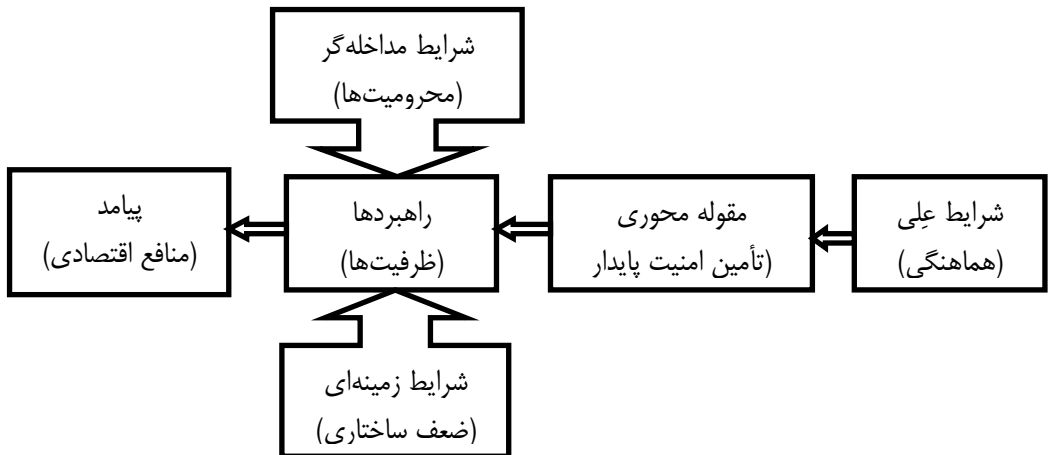 شرایط مداخله‌گر
(محرومیت‌ها)
شرایط عِلی
(هماهنگی)
مقوله محوری
(تأمین امنیت پایدار
راهبردها
(ظرفیت‌ها)
پیامد
(منافع اقتصادی)
شرایط زمینه‌ای
(ضعف ساختاری)